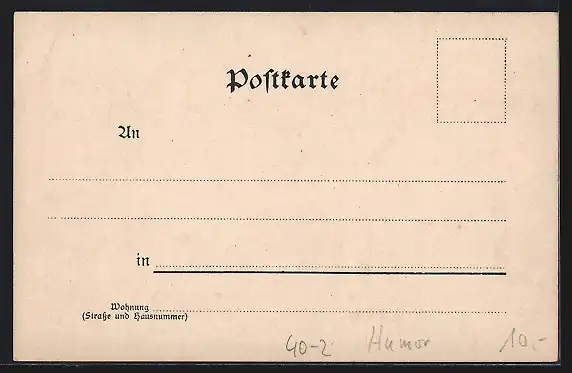 Postkarte
An
in
Wohnung
(Straße und Hausnummer)
40-2 Humor 10,-